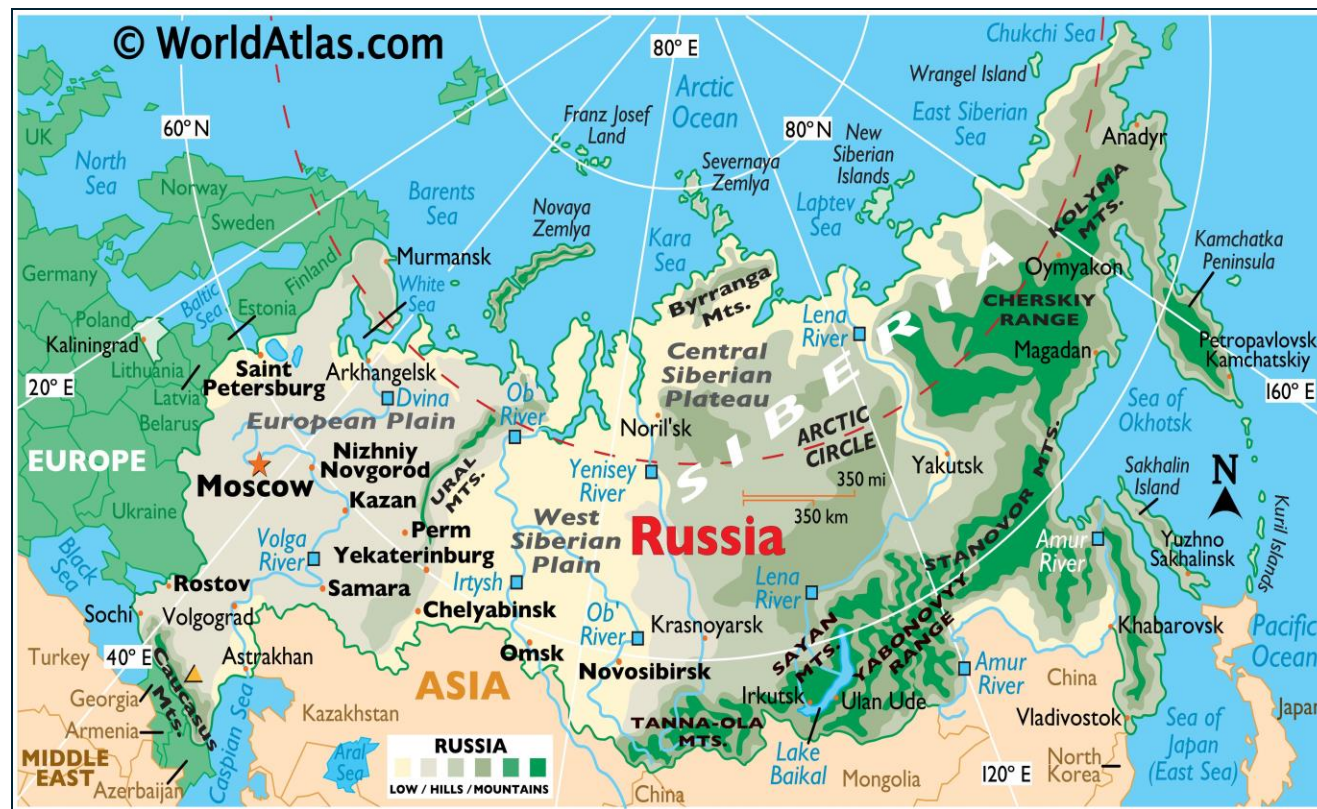 © WorldAtlas.com
80° E
Chukchi Sea
Wrangel Island
Arctic
Ocean
East Siberian
Sea
Franz Josef
Land
60° N
80° N
New
Siberian
Islands
Anadyr
UK
North
Sea
Norway
Sweden
Finland
Barents
Sea
Novaya
Zemlya
Severnaya
Zemlya
Laptev
Sea
Kara
Sea
KOLYMA
MTS.
Kamchatka
Peninsula
Murmansk
White
Sea
Byrranga
Mts.
Oymyakon
CHERSKIY
RANGE
Germany
Baltic
Sea
Estonia
Poland
Kaliningrad
Lithuania
Latvia
Belarus
20° E
Saint
Petersburg
Arkhangelsk
Dvina
European Plain
Ob
River
Central
Siberian
Plateau
Lena
River
SIBERIA
Magadan
Petropavlovsk
Kamchatskiy
160° E
Sea of
Okhotsk
Noril'sk
ARCTIC
CIRCLE
EUROPE
Moscow
Nizhniy
Novgorod
Kazan
URAL
MTS.
Yenisey
River
Yakutsk
350 mi
350 km
STANOVOR MTS.
Sakhalin
Island
N
Ukraine
Perm
Volga
River
Yekaterinburg
West
Siberian
Plain
Russia
Amur
River
Yuzhno
Sakhalinsk
Kuril Islands
Black
Sea
Rostov
Samara
Irtysh
Lena
River
Sochi
Volgograd
Chelyabinsk
Ob'
River
Krasnoyarsk
SAYAN
MTS.
YABONOVYY
RANGE
Khabarovsk
Pacific
Ocean
Turkey
40° E
Astrakhan
Omsk
Novosibirsk
Amur
River
China
Caucasus
Mts.
Georgia
ASIA
Irkutsk
Ulan Ude
Armenia
Kazakhstan
TANNA-OLA
MTS.
Vladivostok
Sea of
Japan
(East Sea)
Japan
MIDDLE
EAST
Azerbaijan
Caspian Sea
Aral
Sea
RUSSIA
LOW / HILLS / MOUNTAINS
China
Lake
Baikal
Mongolia
120° E
North
Korea